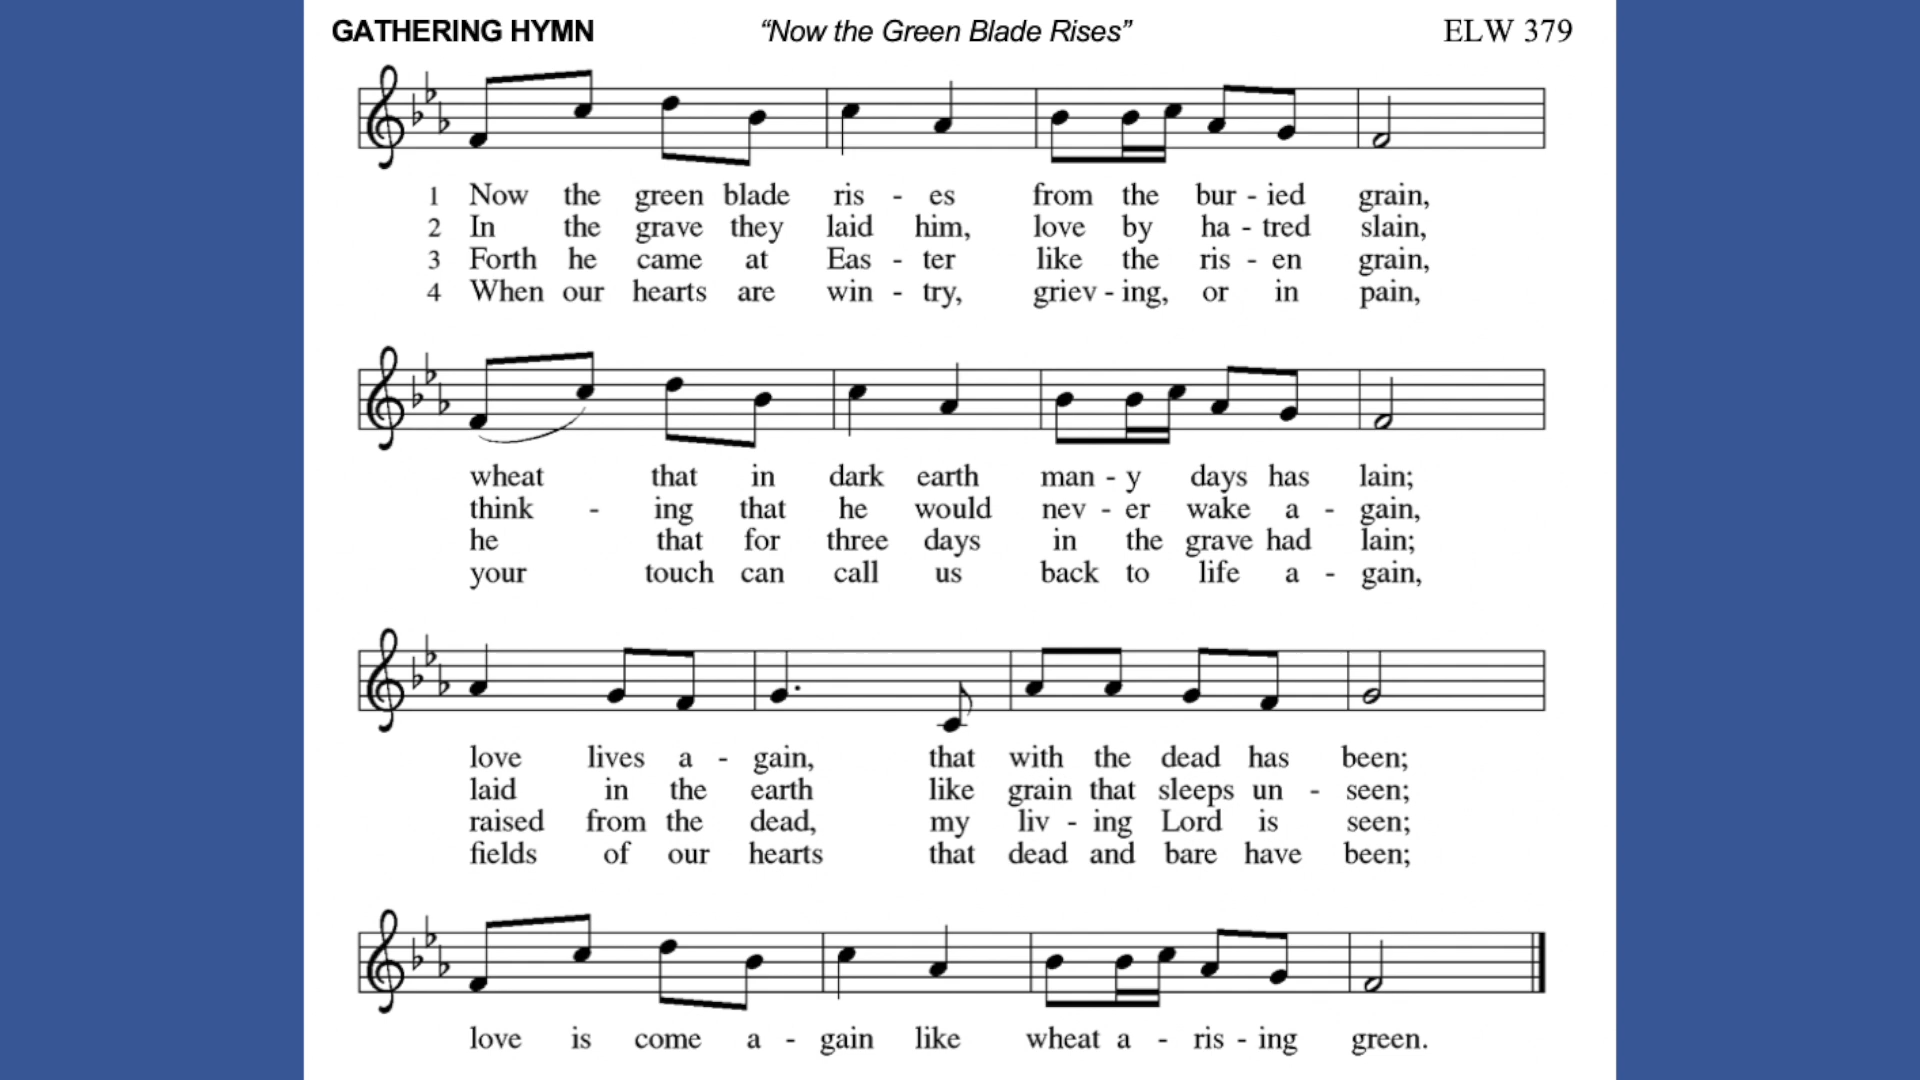 GATHERING HYMN "Now the Green Blade Rises" ELW 379
1 Now the green blade ris - es from the bur - ied grain,
2 In the grave they laid him, love by ha - tred slain,
3 Forth he came at Eas - ter like the ris - en grain,
4 When our hearts are win - try, griev - ing, or in pain,
wheat that in dark earth man - y days has lain;
think - ing that he would nev - er wake a - gain,
he that for three days in the grave had lain;
your touch can call us back to life a - gain,
love lives a - gain, that with the dead has been;
laid in the earth like grain that sleeps un - seen;
raised from the dead, my liv - ing Lord is seen;
fields of our hearts that dead and bare have been;
love is come a - gain like wheat a - ris - ing green.